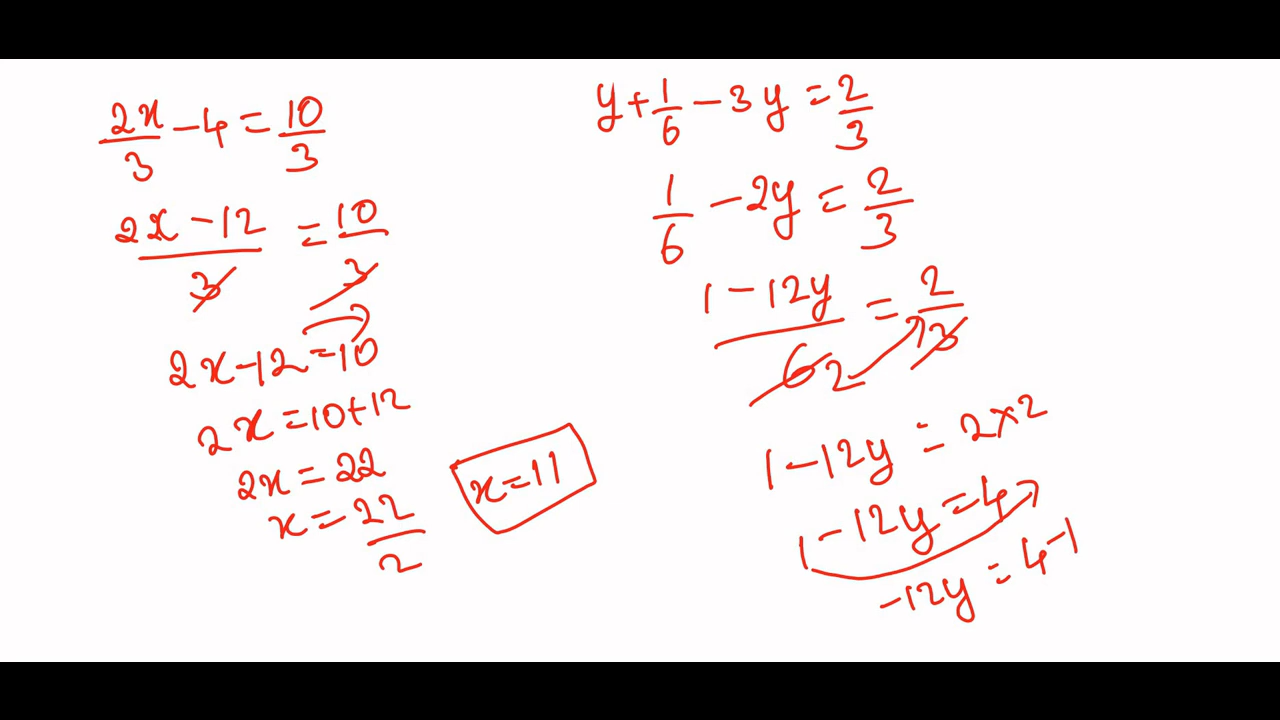 2x/3 - 4 = 10/3
2x - 12/3 = 10/3
2x - 12 = 10
2x = 10 + 12
2x = 22
x = 22/2
x = 11
y + 1/6 - 3y = 2/3
1/6 - 2y = 2/3
1 - 12y/6 2 = 2/3
1 - 12y = 2 × 2
1 - 12y = 4
-12y = 4 - 1